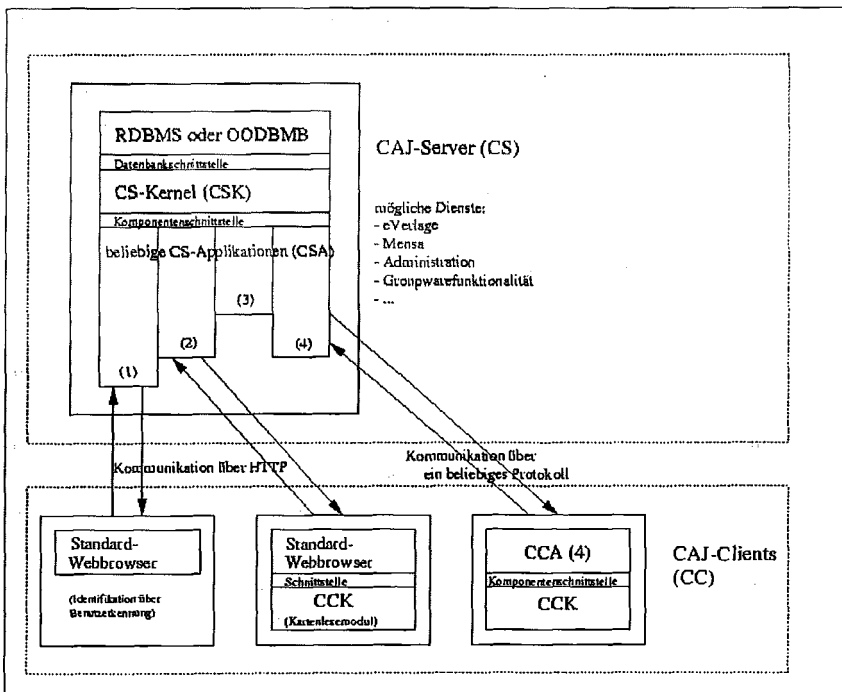 RDBMS oder OODBMB
Datenbankschnittstelle
CS-Kernel (CSK)
Komponentenschnittstelle
beliebige CS-Applikationen (CSA)
(3)
(2)
(4)
(1)
CAJ-Server (CS)
mögliche Dienste:
- eVerlage
- Mensa
- Administration
- Groupwarefunktionalität
- ...
Kommunikation über HTTP
Kommunikation über
ein beliebiges Protokoll
Standard-
Webbrowser
(Identifikation über
Benutzerkennung)
Standard-
Webbrowser
Schnittstelle
CCK
(Kartenlesemodul)
CCA (4)
Komponentenschnittstelle
CCK
CAJ-Clients
(CC)